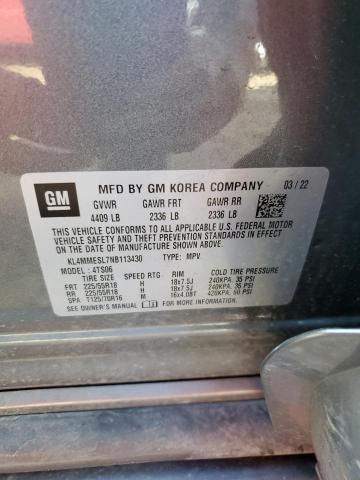 GM
MFD BY GM KOREA COMPANY 03/22
GVWR GAWR FRT GAWR RR
4409 LB 2336 LB 2336 LB
THIS VEHICLE CONFORMS TO ALL APPLICABLE U.S. FEDERAL MOTOR
VEHICLE SAFETY, BUMPER, AND THEFT PREVENTION STANDARDS IN
EFFECT ON THE DATE OF MANUFACTURE SHOWN ABOVE.
KL4MMESL7NB113430 TYPE: MPV
MODEL: 4TS06
TIRE SIZE SPEED RTG RIM COLD TIRE PRESSURE
FRT 225/55R18 H 18x7.5J 240KPA, 35 PSI
RR 225/55R18 H 18x7.5J 240KPA, 35 PSI
SPA T125/70R16 M 16x4.0BT 420KPA, 60 PSI
SEE OWNER'S MANUAL FOR ADDITIONAL INFORMATION.